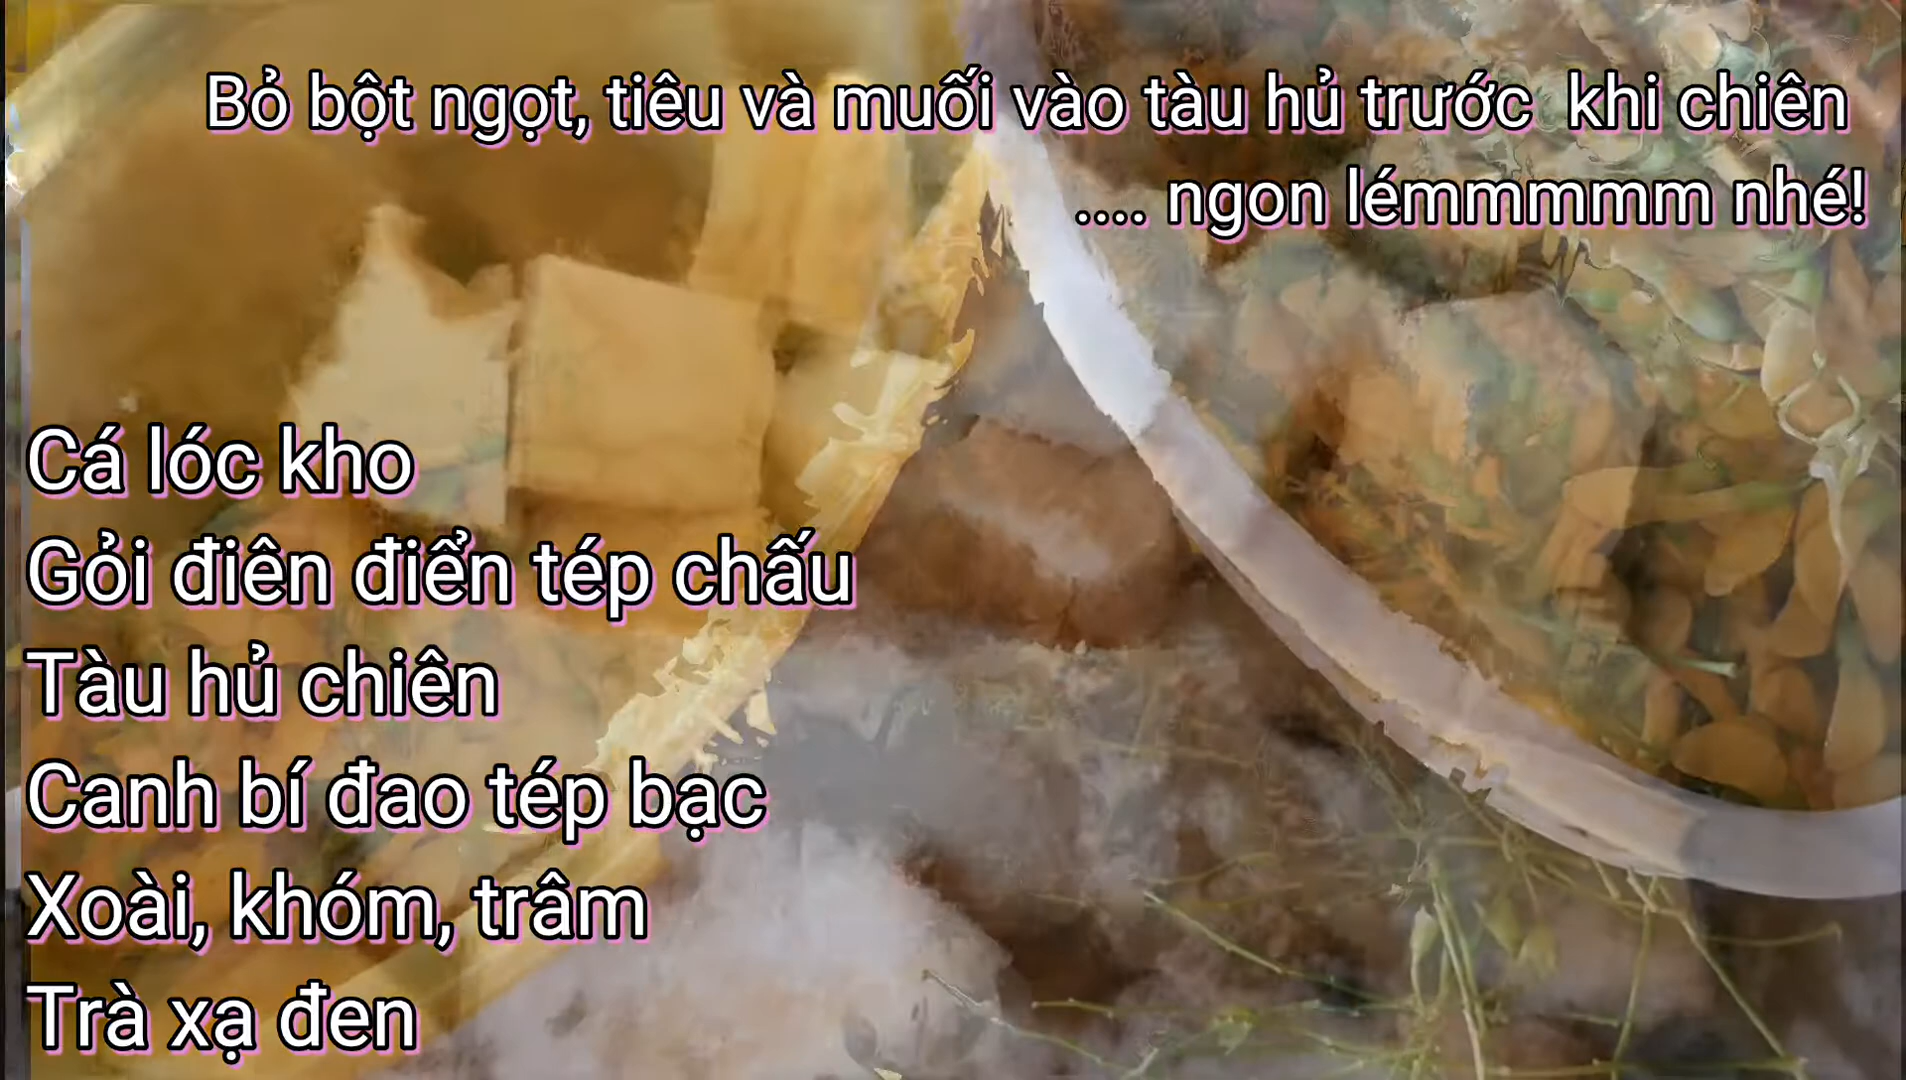 Bỏ bột ngọt, tiêu và muối vào tàu hủ trước khi chiên
.... ngon lémmmmmm nhé!
Cá lóc kho
Gỏi điên điển tép chấu
Tàu hủ chiên
Canh bí đao tép bạc
Xoài, khóm, trâm
Trà xạ đen